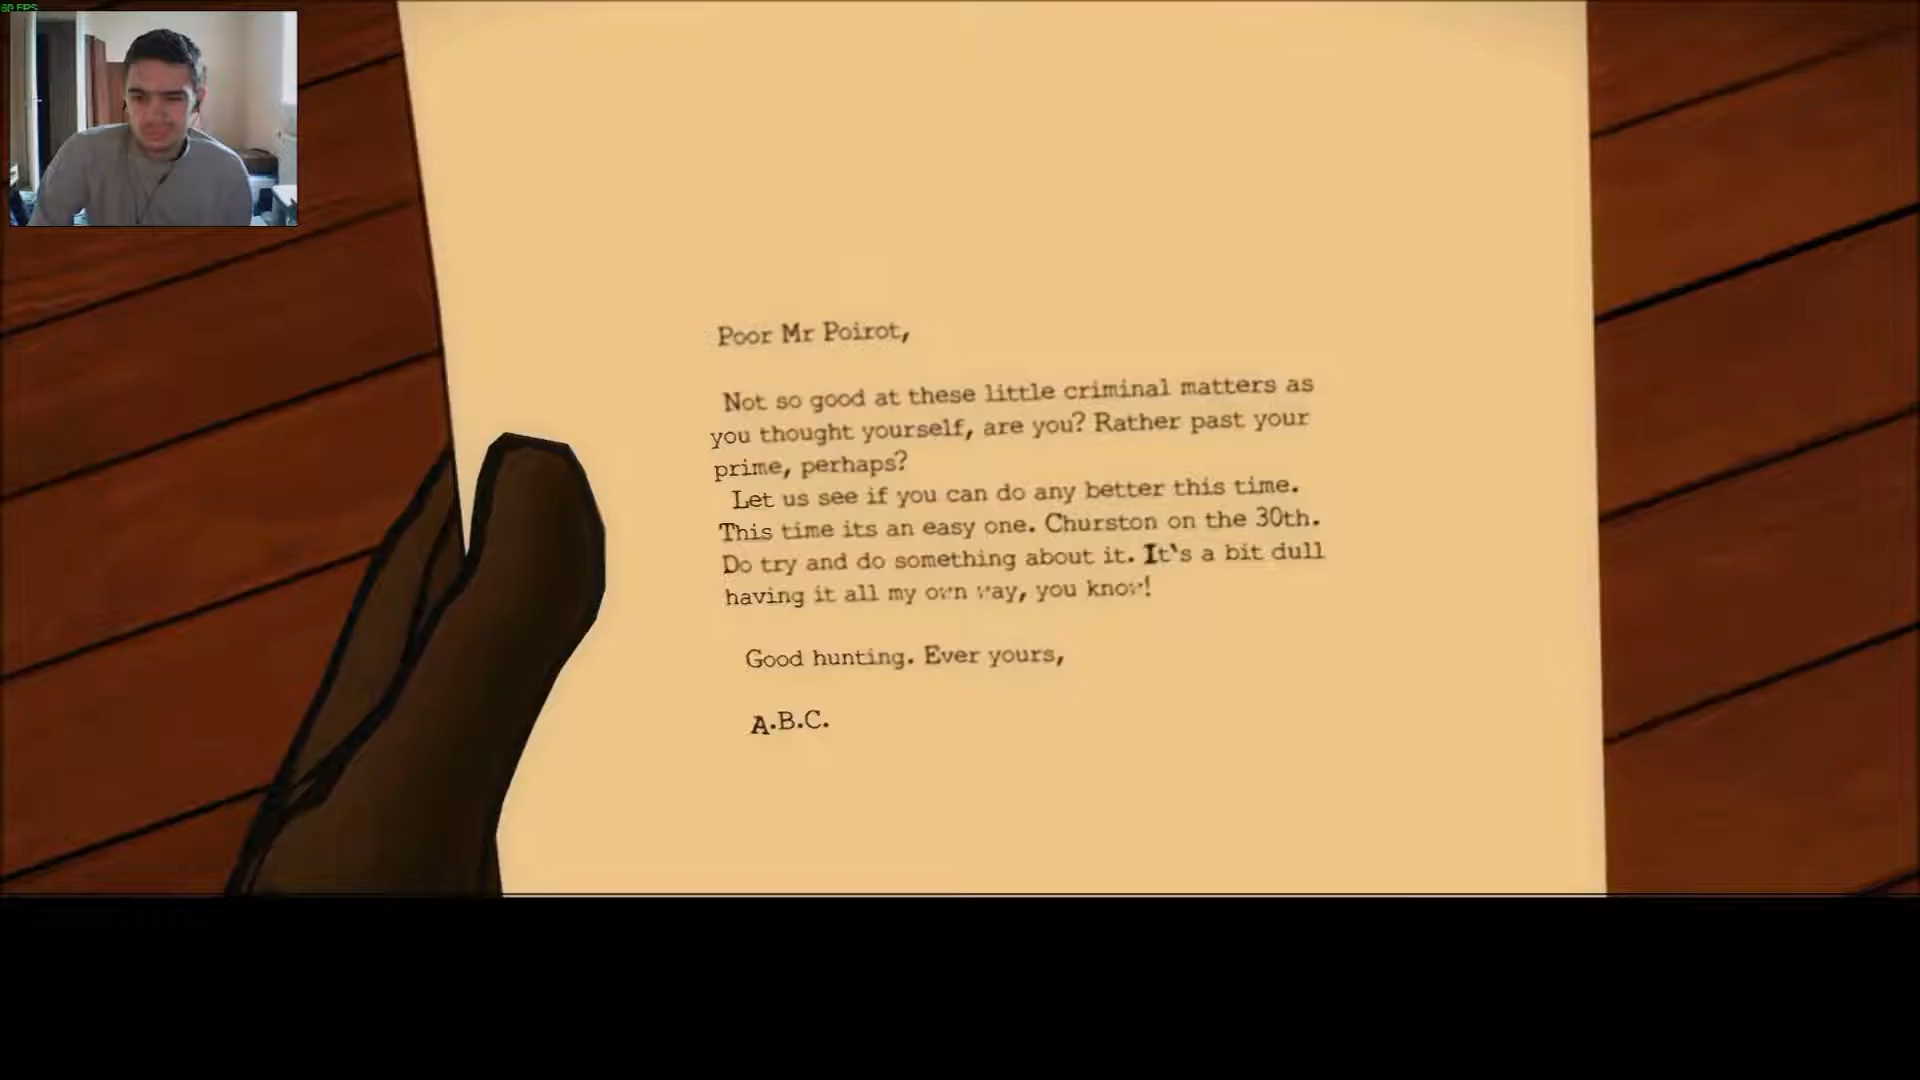 60 FPS
Poor Mr Poirot,
Not so good at these little criminal matters as
you thought yourself, are you? Rather past your
prime, perhaps?
Let us see if you can do any better this time.
This time its an easy one. Churston on the 30th.
Do try and do something about it. It's a bit dull
having it all my own way, you know!
Good hunting. Ever yours,
A.B.C.